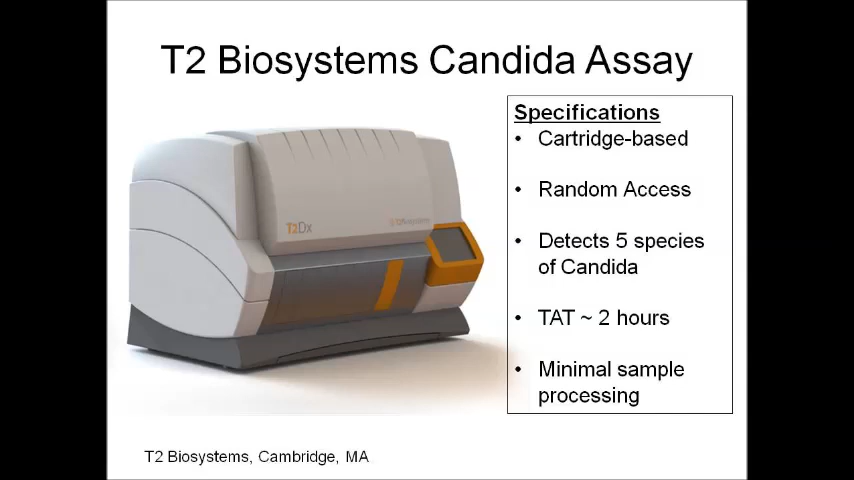 T2 Biosystems Candida Assay
Specifications
• Cartridge-based
• Random Access
• Detects 5 species
of Candida
• TAT ~ 2 hours
• Minimal sample
processing
T2Dx
T2Biosystems
T2 Biosystems, Cambridge, MA